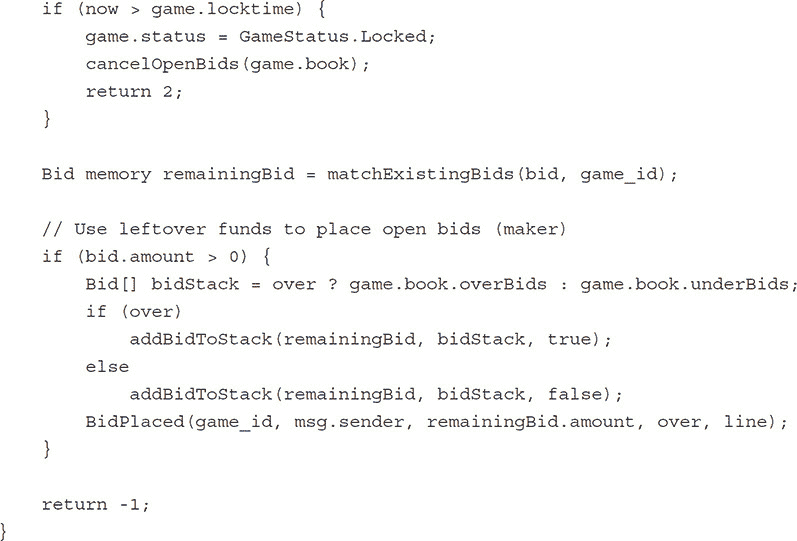 if (now > game.locktime) {
game.status = GameStatus.Locked;
cancelOpenBids(game.book);
return 2;
}
Bid memory remainingBid = matchExistingBids(bid, game_id);
// Use leftover funds to place open bids (maker)
if (bid.amount > 0) {
Bid[] bidStack = over ? game.book.overBids : game.book.underBids;
if (over)
addBidToStack(remainingBid, bidStack, true);
else
addBidToStack(remainingBid, bidStack, false);
BidPlaced(game_id, msg.sender, remainingBid.amount, over, line);
}
return -1;
}